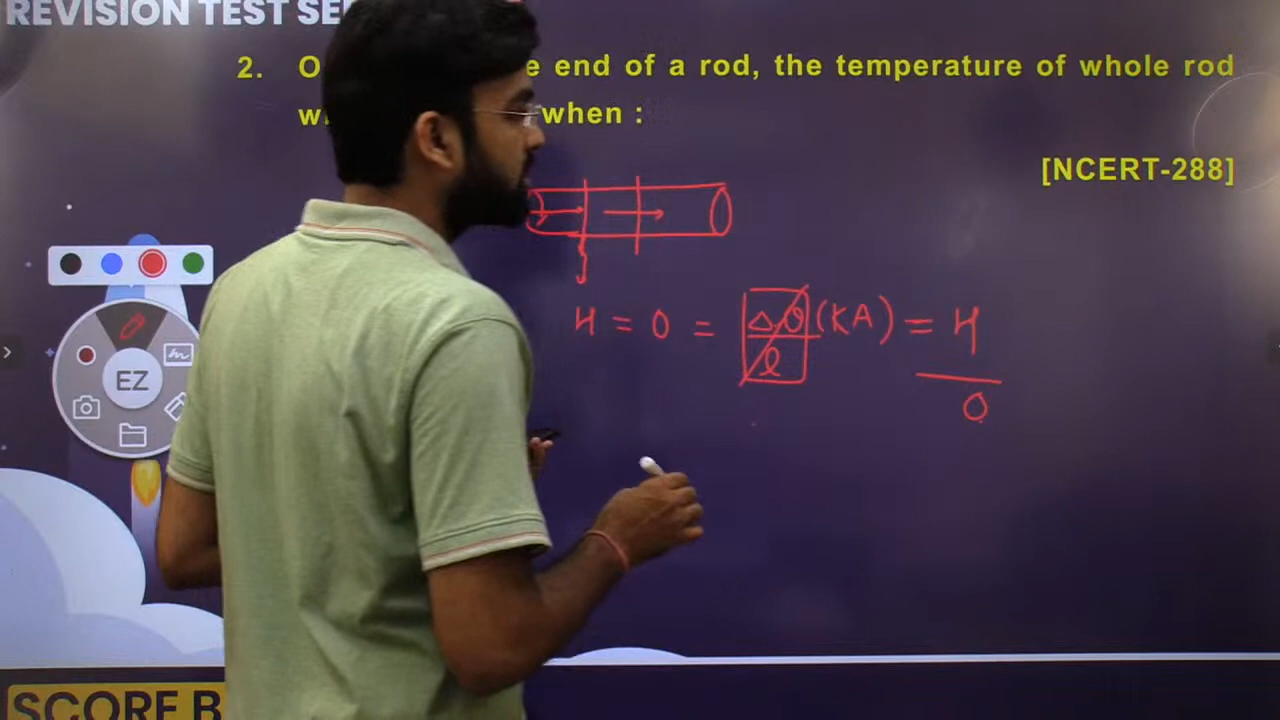 REVISION TEST
2. end of a rod, the temperature of whole rod
when :
[NCERT-288]
H = 0 = Δθ/l (KA) = H/0
EZ
SCORE B